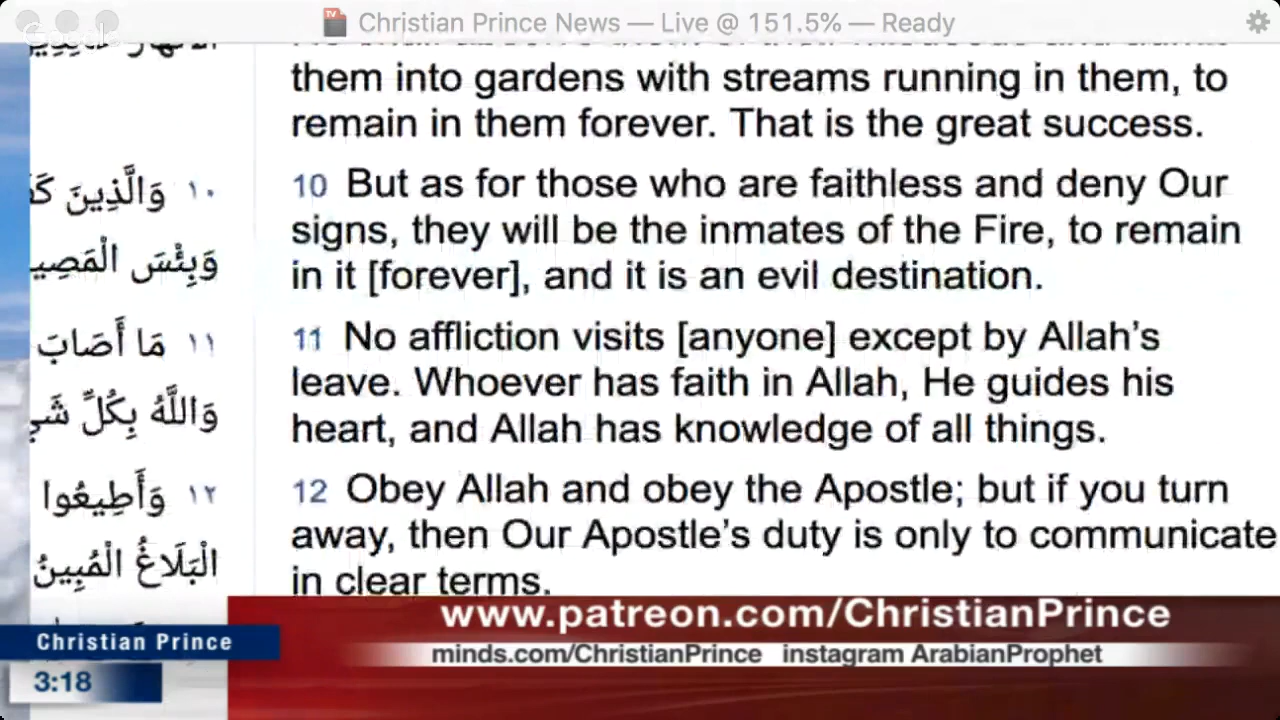 Christian Prince News — Live @ 151.5% — Ready
Google
them into gardens with streams running in them, to
remain in them forever. That is the great success.
١٠ وَالَّذِينَ
10 But as for those who are faithless and deny Our
signs, they will be the inmates of the Fire, to remain
وَبِئْسَ
in it [forever], and it is an evil destination.
١١ مَا أَصَابَ
11 No affliction visits [anyone] except by Allah’s
leave. Whoever has faith in Allah, He guides his
وَاللَّهُ بِكُلِّ
heart, and Allah has knowledge of all things.
١٢ وَأَطِيعُوا
12 Obey Allah and obey the Apostle; but if you turn
away, then Our Apostle’s duty is only to communicate
الْبَلَاغُ الْمُبِينُ
in clear terms.
www.patreon.com/ChristianPrince
Christian Prince
minds.com/ChristianPrince instagram ArabianProphet
3:18